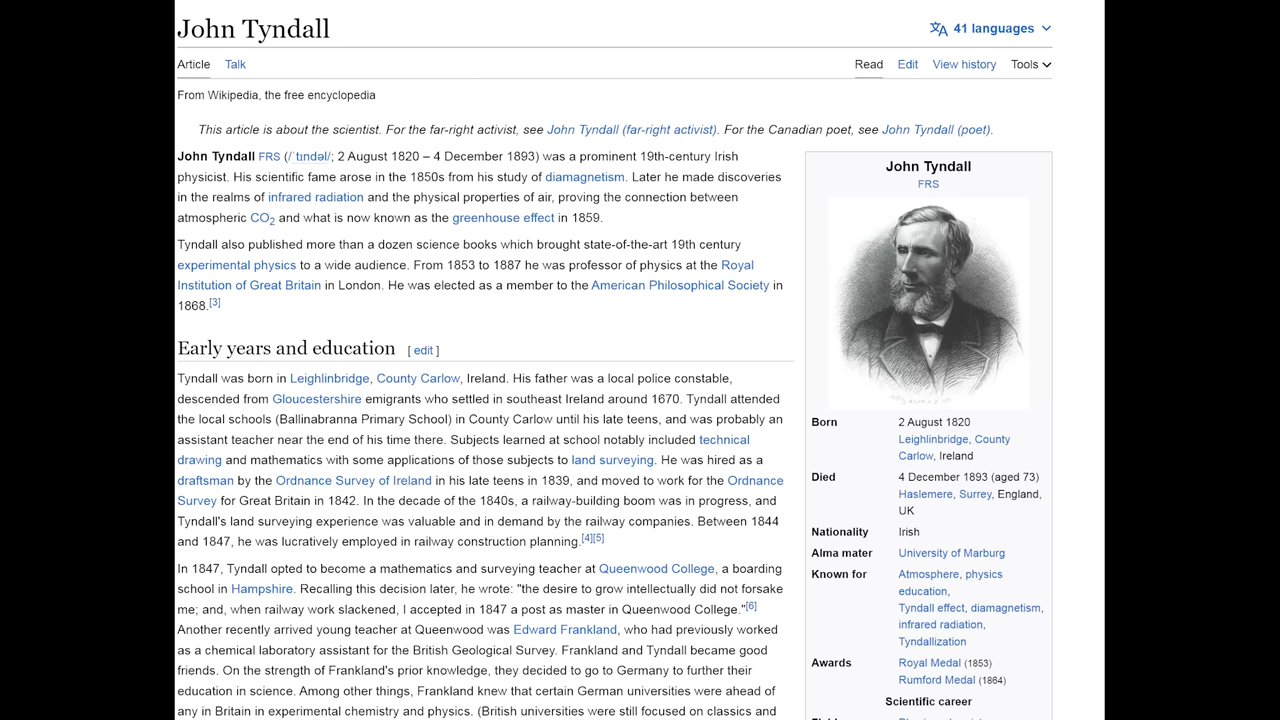 John Tyndall
41 languages
Article Talk
Read Edit View history Tools
From Wikipedia, the free encyclopedia
This article is about the scientist. For the far-right activist, see John Tyndall (far-right activist). For the Canadian poet, see John Tyndall (poet).
John Tyndall FRS (/ˈtɪndəl/; 2 August 1820 – 4 December 1893) was a prominent 19th-century Irish
physicist. His scientific fame arose in the 1850s from his study of diamagnetism. Later he made discoveries
in the realms of infrared radiation and the physical properties of air, proving the connection between
atmospheric CO2 and what is now known as the greenhouse effect in 1859.
Tyndall also published more than a dozen science books which brought state-of-the-art 19th century
experimental physics to a wide audience. From 1853 to 1887 he was professor of physics at the Royal
Institution of Great Britain in London. He was elected as a member to the American Philosophical Society in
1868.[3]
Early years and education [ edit ]
Tyndall was born in Leighlinbridge, County Carlow, Ireland. His father was a local police constable,
descended from Gloucestershire emigrants who settled in southeast Ireland around 1670. Tyndall attended
the local schools (Ballinabranna Primary School) in County Carlow until his late teens, and was probably an
assistant teacher near the end of his time there. Subjects learned at school notably included technical
drawing and mathematics with some applications of those subjects to land surveying. He was hired as a
draftsman by the Ordnance Survey of Ireland in his late teens in 1839, and moved to work for the Ordnance
Survey for Great Britain in 1842. In the decade of the 1840s, a railway-building boom was in progress, and
Tyndall's land surveying experience was valuable and in demand by the railway companies. Between 1844
and 1847, he was lucratively employed in railway construction planning.[4][5]
In 1847, Tyndall opted to become a mathematics and surveying teacher at Queenwood College, a boarding
school in Hampshire. Recalling this decision later, he wrote: "the desire to grow intellectually did not forsake
me; and, when railway work slackened, I accepted in 1847 a post as master in Queenwood College."[6]
Another recently arrived young teacher at Queenwood was Edward Frankland, who had previously worked
as a chemical laboratory assistant for the British Geological Survey. Frankland and Tyndall became good
friends. On the strength of Frankland's prior knowledge, they decided to go to Germany to further their
education in science. Among other things, Frankland knew that certain German universities were ahead of
any in Britain in experimental chemistry and physics. (British universities were still focused on classics and
John Tyndall
FRS
Born 2 August 1820
Leighlinbridge, County
Carlow, Ireland
Died 4 December 1893 (aged 73)
Haslemere, Surrey, England,
UK
Nationality Irish
Alma mater University of Marburg
Known for Atmosphere, physics
education,
Tyndall effect, diamagnetism,
infrared radiation,
Tyndallization
Awards Royal Medal (1853)
Rumford Medal (1864)
Scientific career